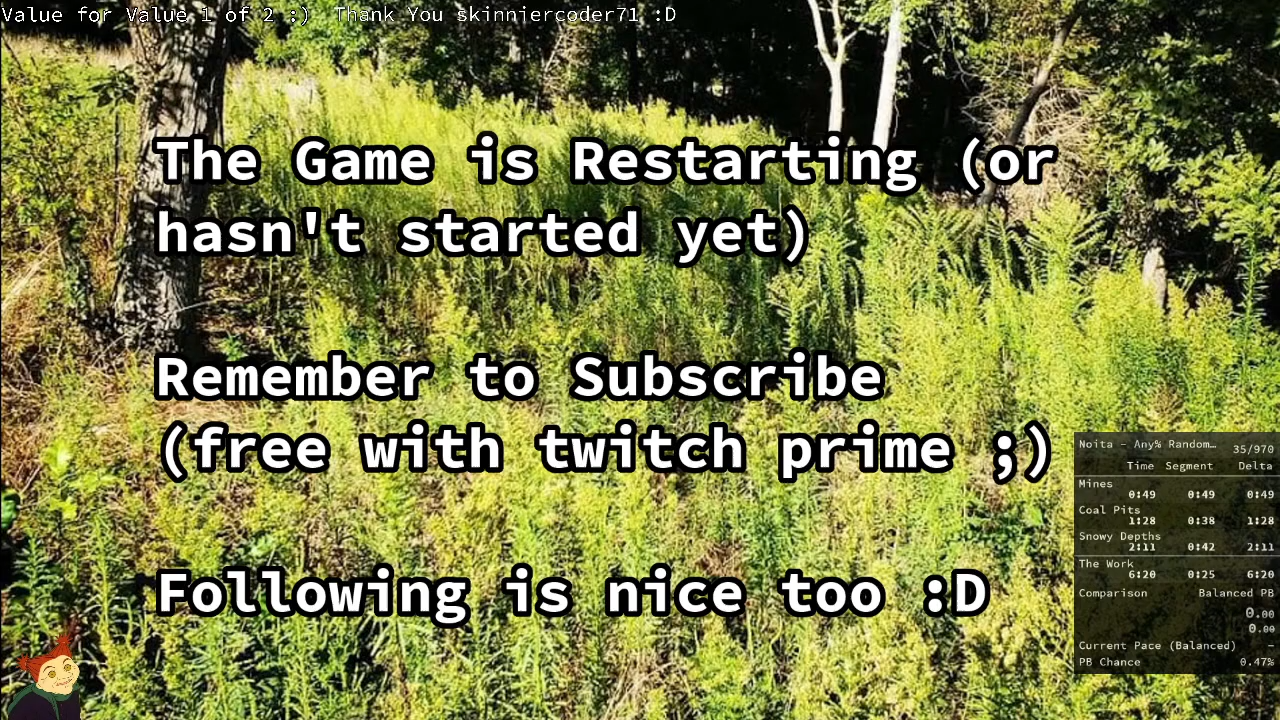 Value for Value 1 of 2 :)  Thank You skinniercoder71 :D
The Game is Restarting (or
hasn't started yet)
Remember to Subscribe
(free with twitch prime ;)
Following is nice too :D
Noita - Any% Random… 35/970
Time Segment Delta
Mines
0:49 0:49 0:49
Coal Pits
1:28 0:38 1:28
Snowy Depths
2:11 0:42 2:11
The Work
6:20 0:25 6:20
Comparison Balanced PB
0.00
0.00
Current Pace (Balanced) -
PB Chance 0.47%